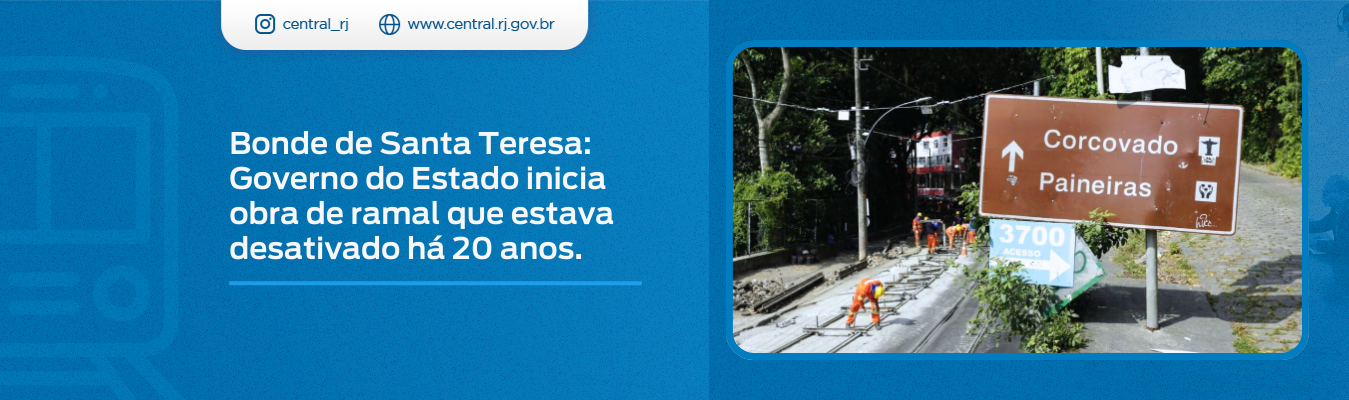 central_rj
www.central.rj.gov.br
Bonde de Santa Teresa:
Governo do Estado inicia
obra de ramal que estava
desativado há 20 anos.
Corcovado
Paineiras
3700
ACESSO